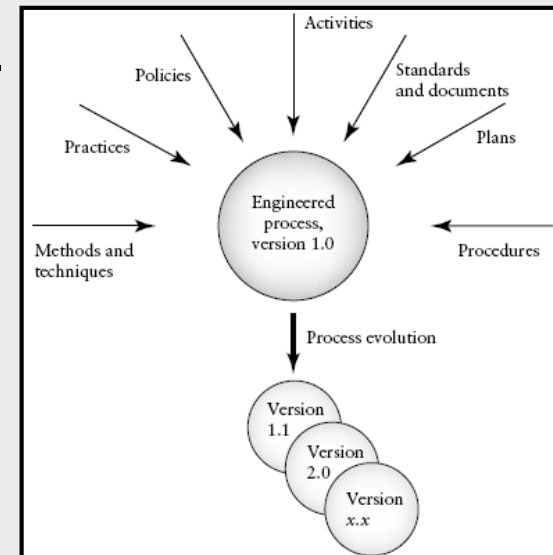 Activities
Policies
Standards
and documents
Practices
Plans
Engineered
process,
version 1.0
Methods and
techniques
Procedures
Process evolution
Version
1.1
Version
2.0
Version
x.x